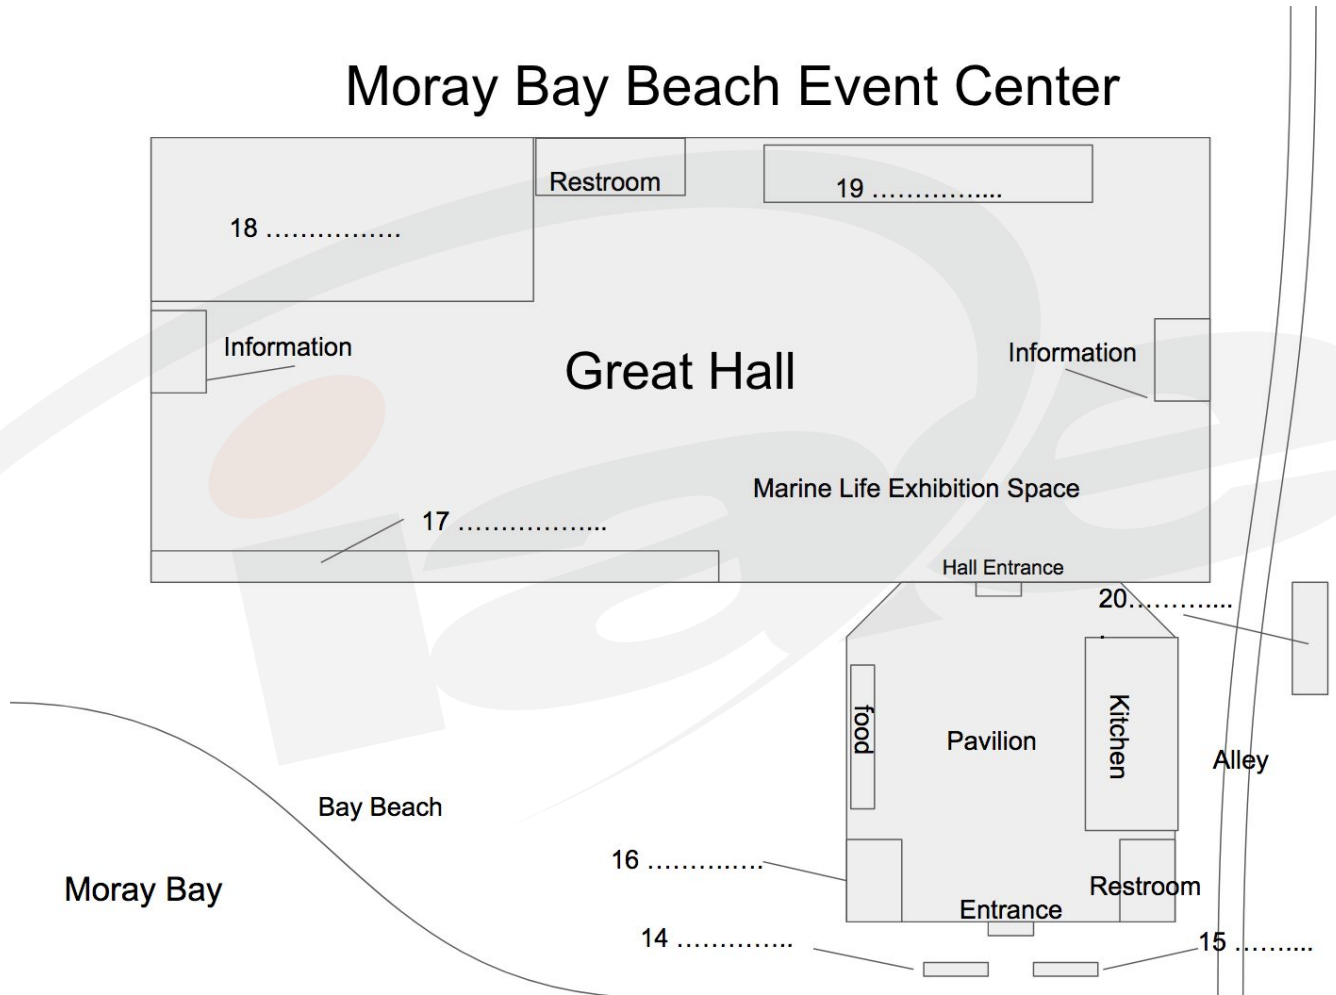 Moray Bay Beach Event Center
Restroom
19 ................
18 ................
Information
Great Hall
Information
Marine Life Exhibition Space
17 ...................
Hall Entrance
20..............
food
Pavilion
Kitchen
Alley
Bay Beach
16 ..............
Moray Bay
Restroom
Entrance
14 ...............
15 ..........
iae